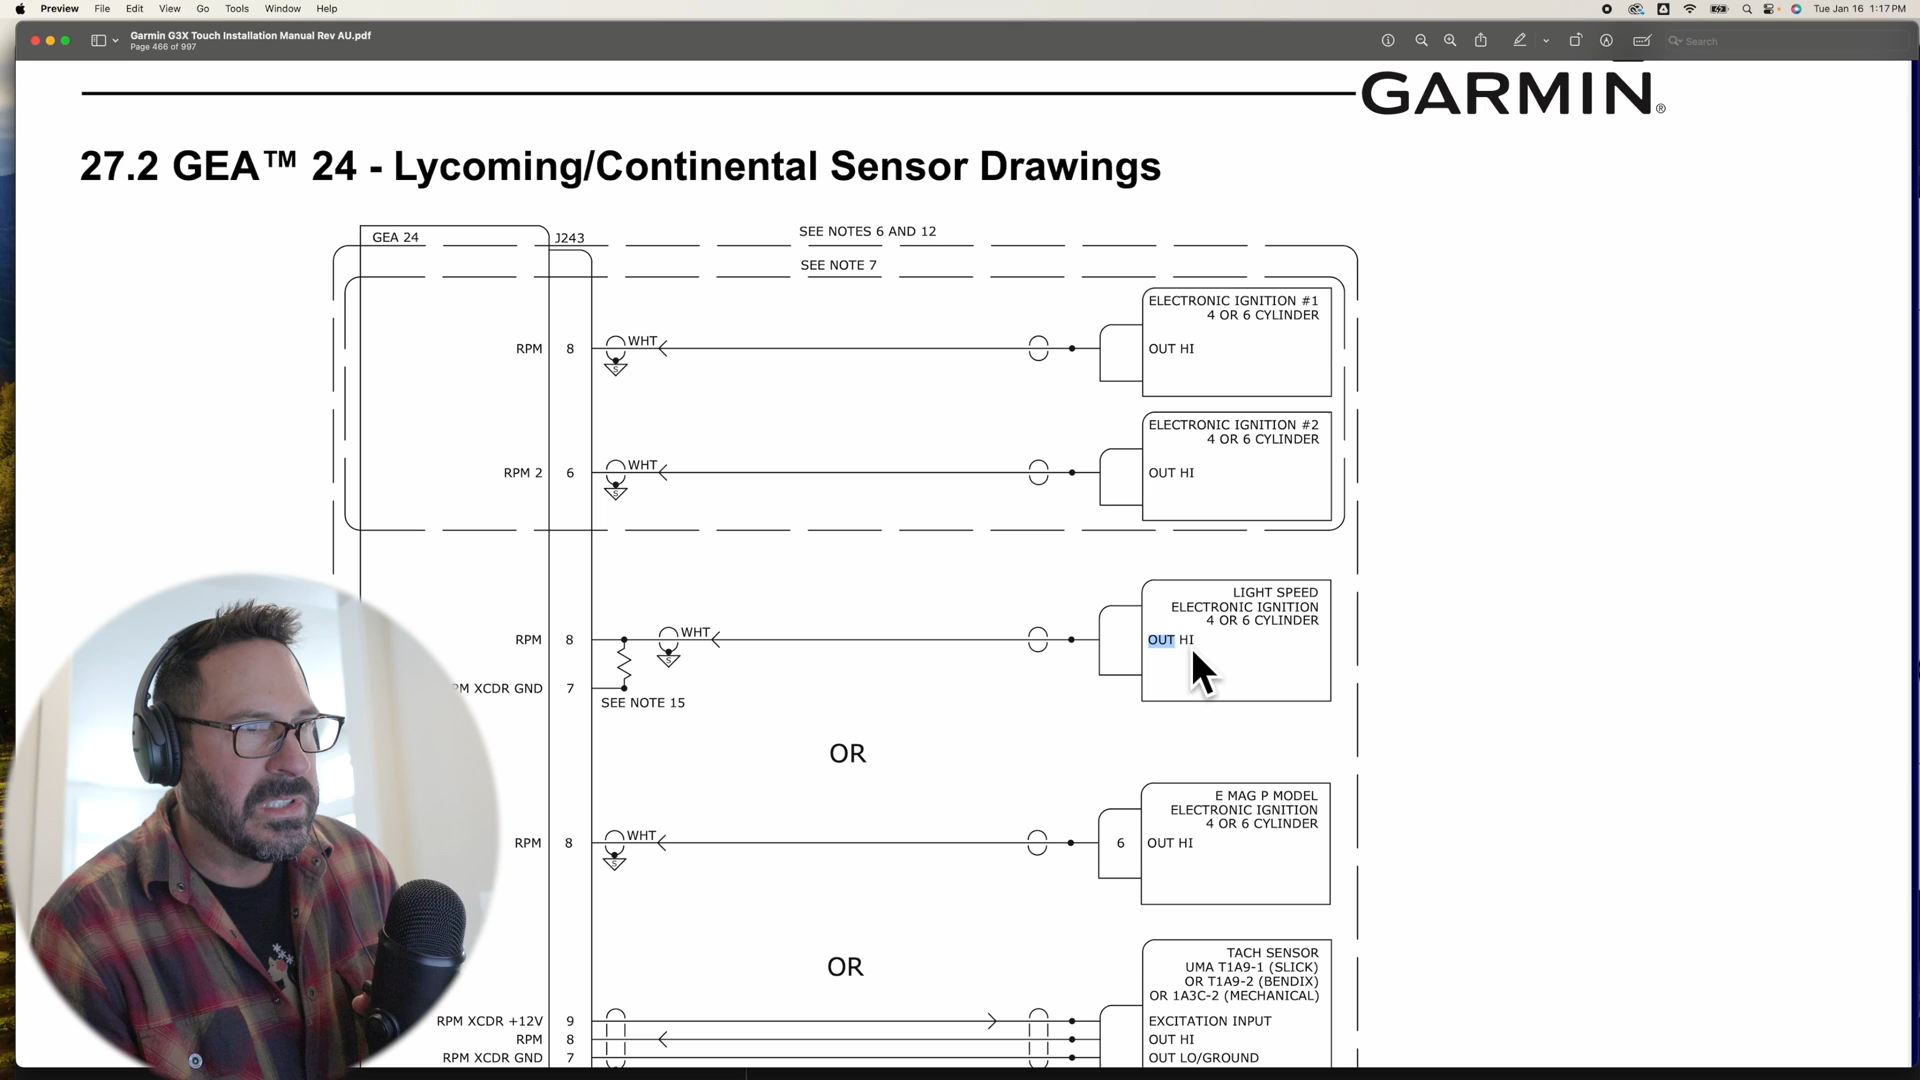 Preview File Edit View Go Tools Window Help
Tue Jan 16 1:17 PM
Garmin G3X Touch Installation Manual Rev AU.pdf
Page 466 of 997
Search
GARMIN®
27.2 GEA™ 24 - Lycoming/Continental Sensor Drawings
GEA 24
J243
SEE NOTES 6 AND 12
SEE NOTE 7
ELECTRONIC IGNITION #1
4 OR 6 CYLINDER
RPM 8 WHT OUT HI
S
ELECTRONIC IGNITION #2
4 OR 6 CYLINDER
RPM 2 6 WHT OUT HI
S
LIGHT SPEED
ELECTRONIC IGNITION
4 OR 6 CYLINDER
RPM 8 WHT OUT HI
S
XCDR GND 7
SEE NOTE 15
OR
E MAG P MODEL
ELECTRONIC IGNITION
4 OR 6 CYLINDER
RPM 8 WHT 6 OUT HI
S
OR
TACH SENSOR
UMA T1A9-1 (SLICK)
OR T1A9-2 (BENDIX)
OR 1A3C-2 (MECHANICAL)
RPM XCDR +12V 9 EXCITATION INPUT
RPM 8 OUT HI
RPM XCDR GND 7 OUT LO/GROUND